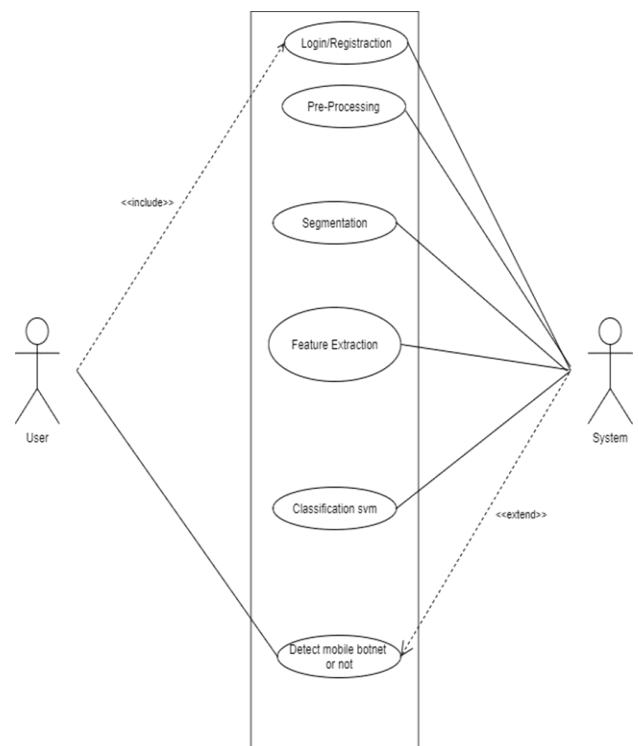 Login/Registraction
Pre-Processing
<<include>>
Segmentation
Feature Extraction
User
System
Classification svm
<<extend>>
Detect mobile botnet
or not